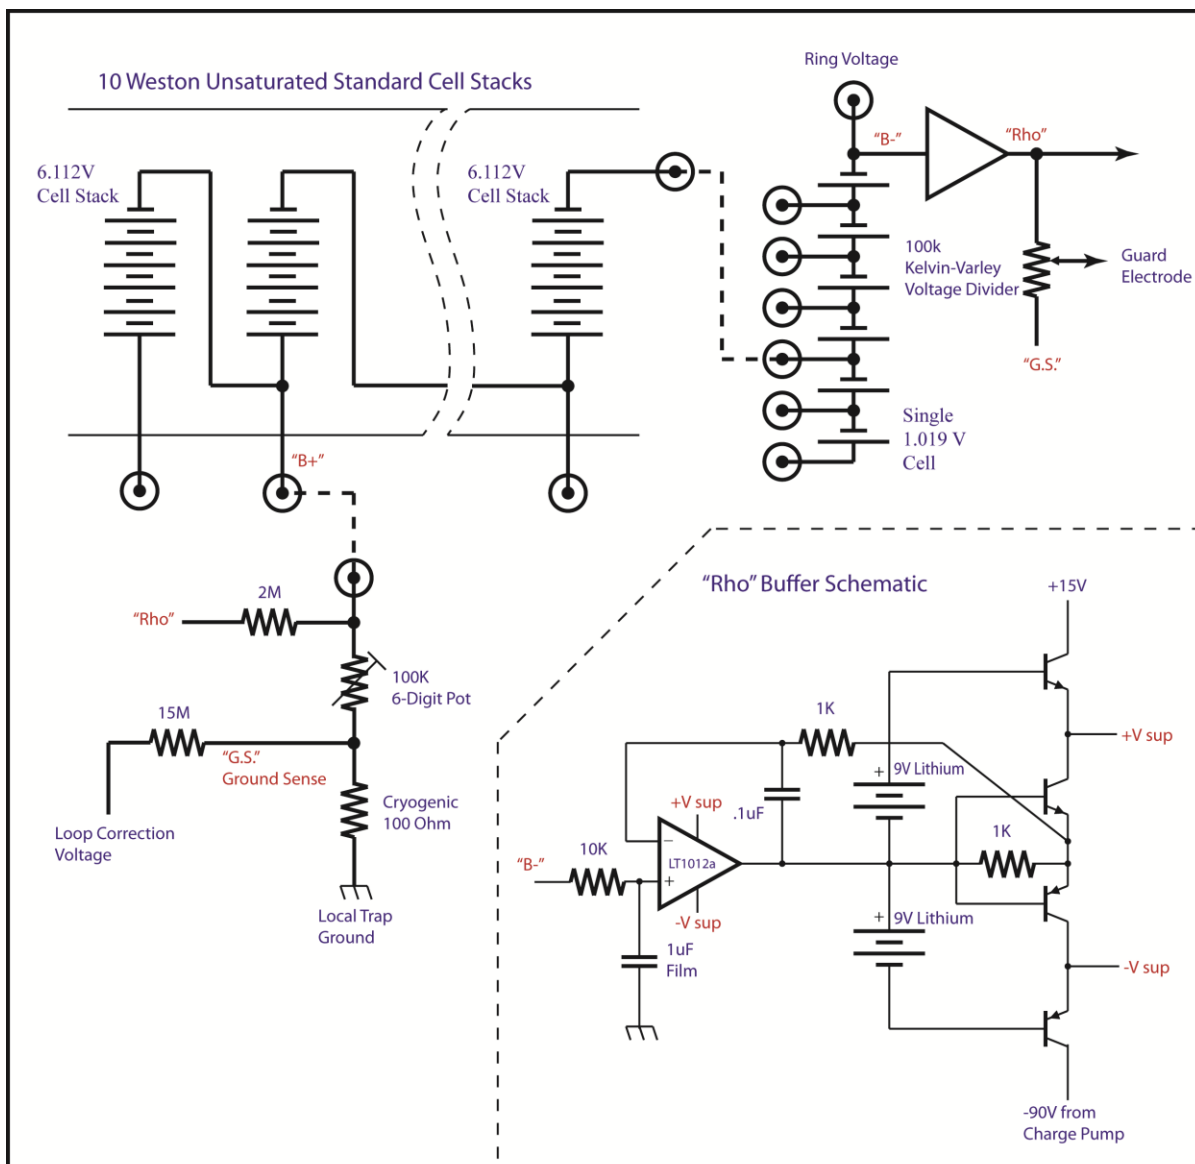 Ring Voltage
10 Weston Unsaturated Standard Cell Stacks
"B-"
"Rho"
6.112V
Cell Stack
6.112V
Cell Stack
100k
Kelvin-Varley
Voltage Divider
Guard
Electrode
"G.S."
Single
1.019 V
Cell
"B+"
2M
"Rho"
100K
6-Digit Pot
15M
"G.S."
Ground Sense
Cryogenic
100 Ohm
Loop Correction
Voltage
Local Trap
Ground
"Rho" Buffer Schematic
+15V
1K
+V sup
+
9V Lithium
+V sup
.1uF
1K
10K
−
LT1012a
"B-"
+
-V sup
+
9V Lithium
1uF
Film
-V sup
-90V from
Charge Pump